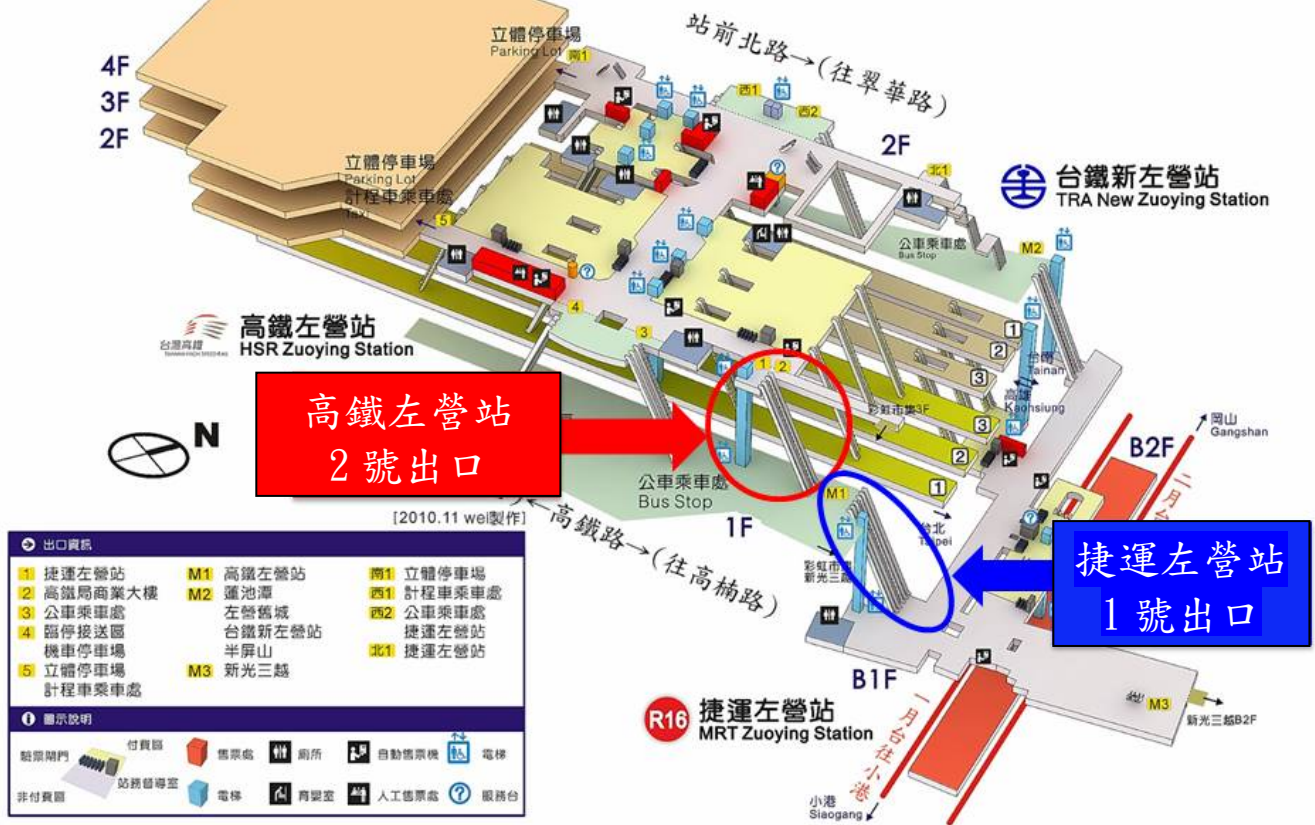 站前北路→(往翠華路)
立體停車場
Parking Lot
南1
西1
西2
4F
3F
2F
2F
北1
台鐵新左營站
TRA New Zuoying Station
立體停車場
Parking Lot
計程車乘車處
Taxi
5
公車乘車處
Bus Stop
M2
高鐵左營站
HSR Zuoying Station
台灣高鐵
4
3
1
2
1
2
3
3
2
1
台南
Tainan
高雄
Kaohsiung
彩虹市集3F
岡山
Gangshan
B2F
二月台
高鐵左營站
2 號出口
N
公車乘車處
Bus Stop
M1
1F
台北
Taipei
[2010.11 wei製作]
)←高鐵路→(往高楠路)
彩虹市集
新光三越
捷運左營站
1 號出口
出口資訊
1 捷運左營站
2 高鐵局商業大樓
3 公車乘車處
4 臨停接送區
機車停車場
5 立體停車場
計程車乘車處
M1 高鐵左營站
M2 蓮池潭
左營舊城
台鐵新左營站
半屏山
M3 新光三越
南1 立體停車場
西1 計程車乘車處
西2 公車乘車處
捷運左營站
北1 捷運左營站
圖示說明
驗票閘門
付費區
站務督導室
非付費區
售票處
廁所
自動售票機
電梯
電梯
育嬰室
人工售票處
服務台
B1F
R16
捷運左營站
MRT Zuoying Station
M3
新光三越B2F
一月台往小港
小港
Siaogang